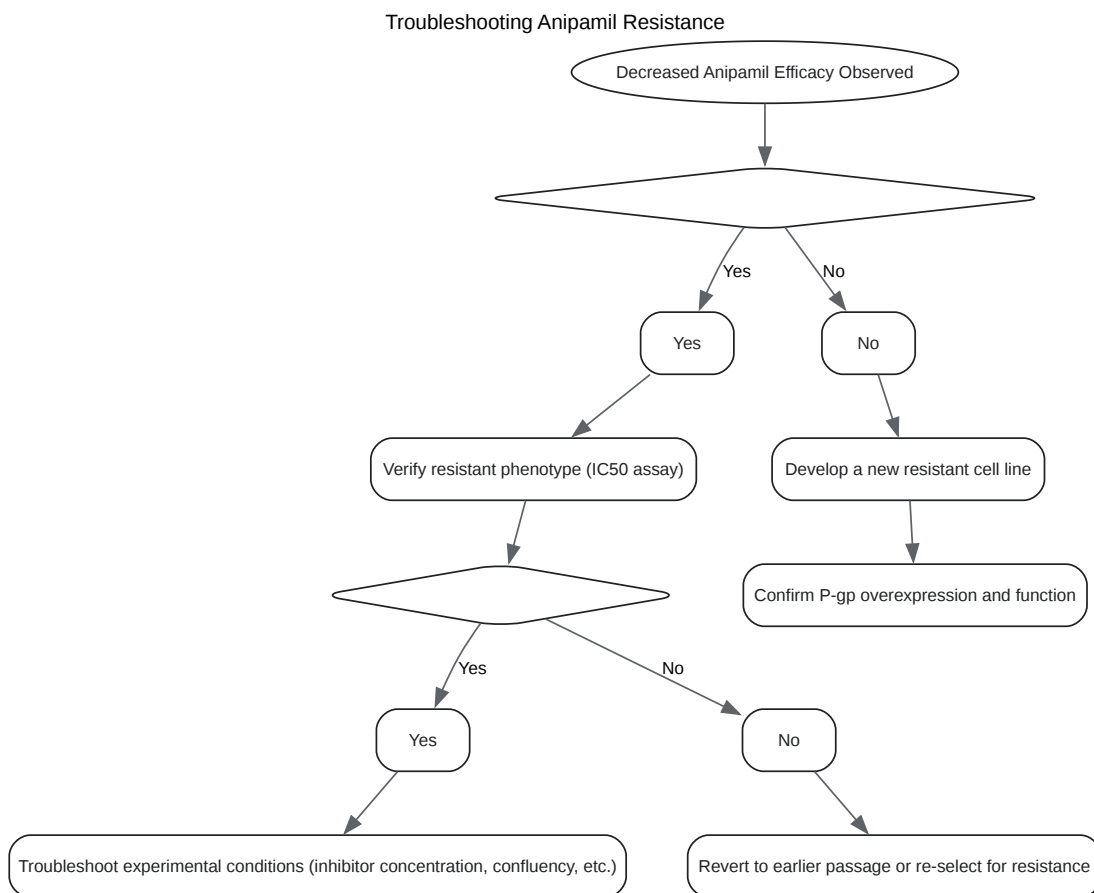 Troubleshooting Anipamil Resistance
Decreased Anipamil Efficacy Observed
Yes
No
Yes
No
Verify resistant phenotype (IC50 assay)
Develop a new resistant cell line
Confirm P-gp overexpression and function
Yes
No
Yes
No
Troubleshoot experimental conditions (inhibitor concentration, confluency, etc.)
Revert to earlier passage or re-select for resistance